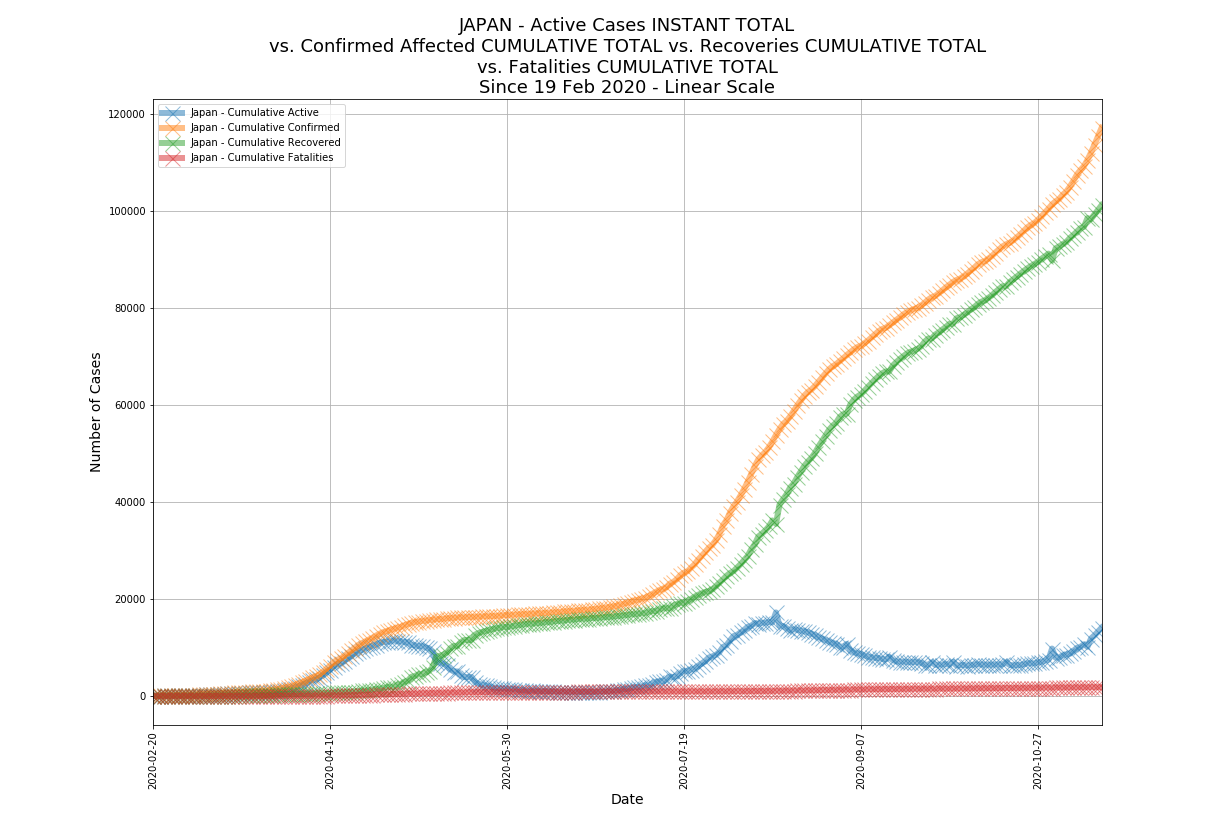 JAPAN - Active Cases INSTANT TOTAL
vs. Confirmed Affected CUMULATIVE TOTAL vs. Recoveries CUMULATIVE TOTAL
vs. Fatalities CUMULATIVE TOTAL
Since 19 Feb 2020 - Linear Scale
Japan - Cumulative Active
Japan - Cumulative Confirmed
Japan - Cumulative Recovered
Japan - Cumulative Fatalities
120000
100000
80000
60000
40000
20000
0
Number of Cases
2020-02-20
2020-04-10
2020-05-30
2020-07-19
2020-09-07
2020-10-27
Date